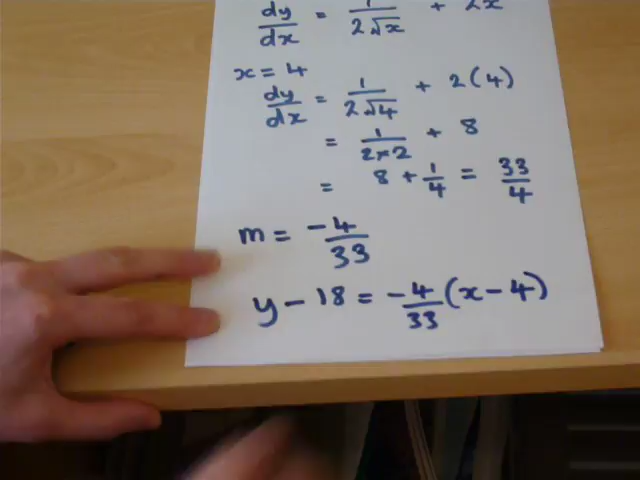 dy/dx = 1/2√x + 2x
x = 4
dy/dx = 1/2√4 + 2(4)
= 1/2×2 + 8
= 8 + 1/4 = 33/4
m = -4/33
y - 18 = -4/33 (x - 4)